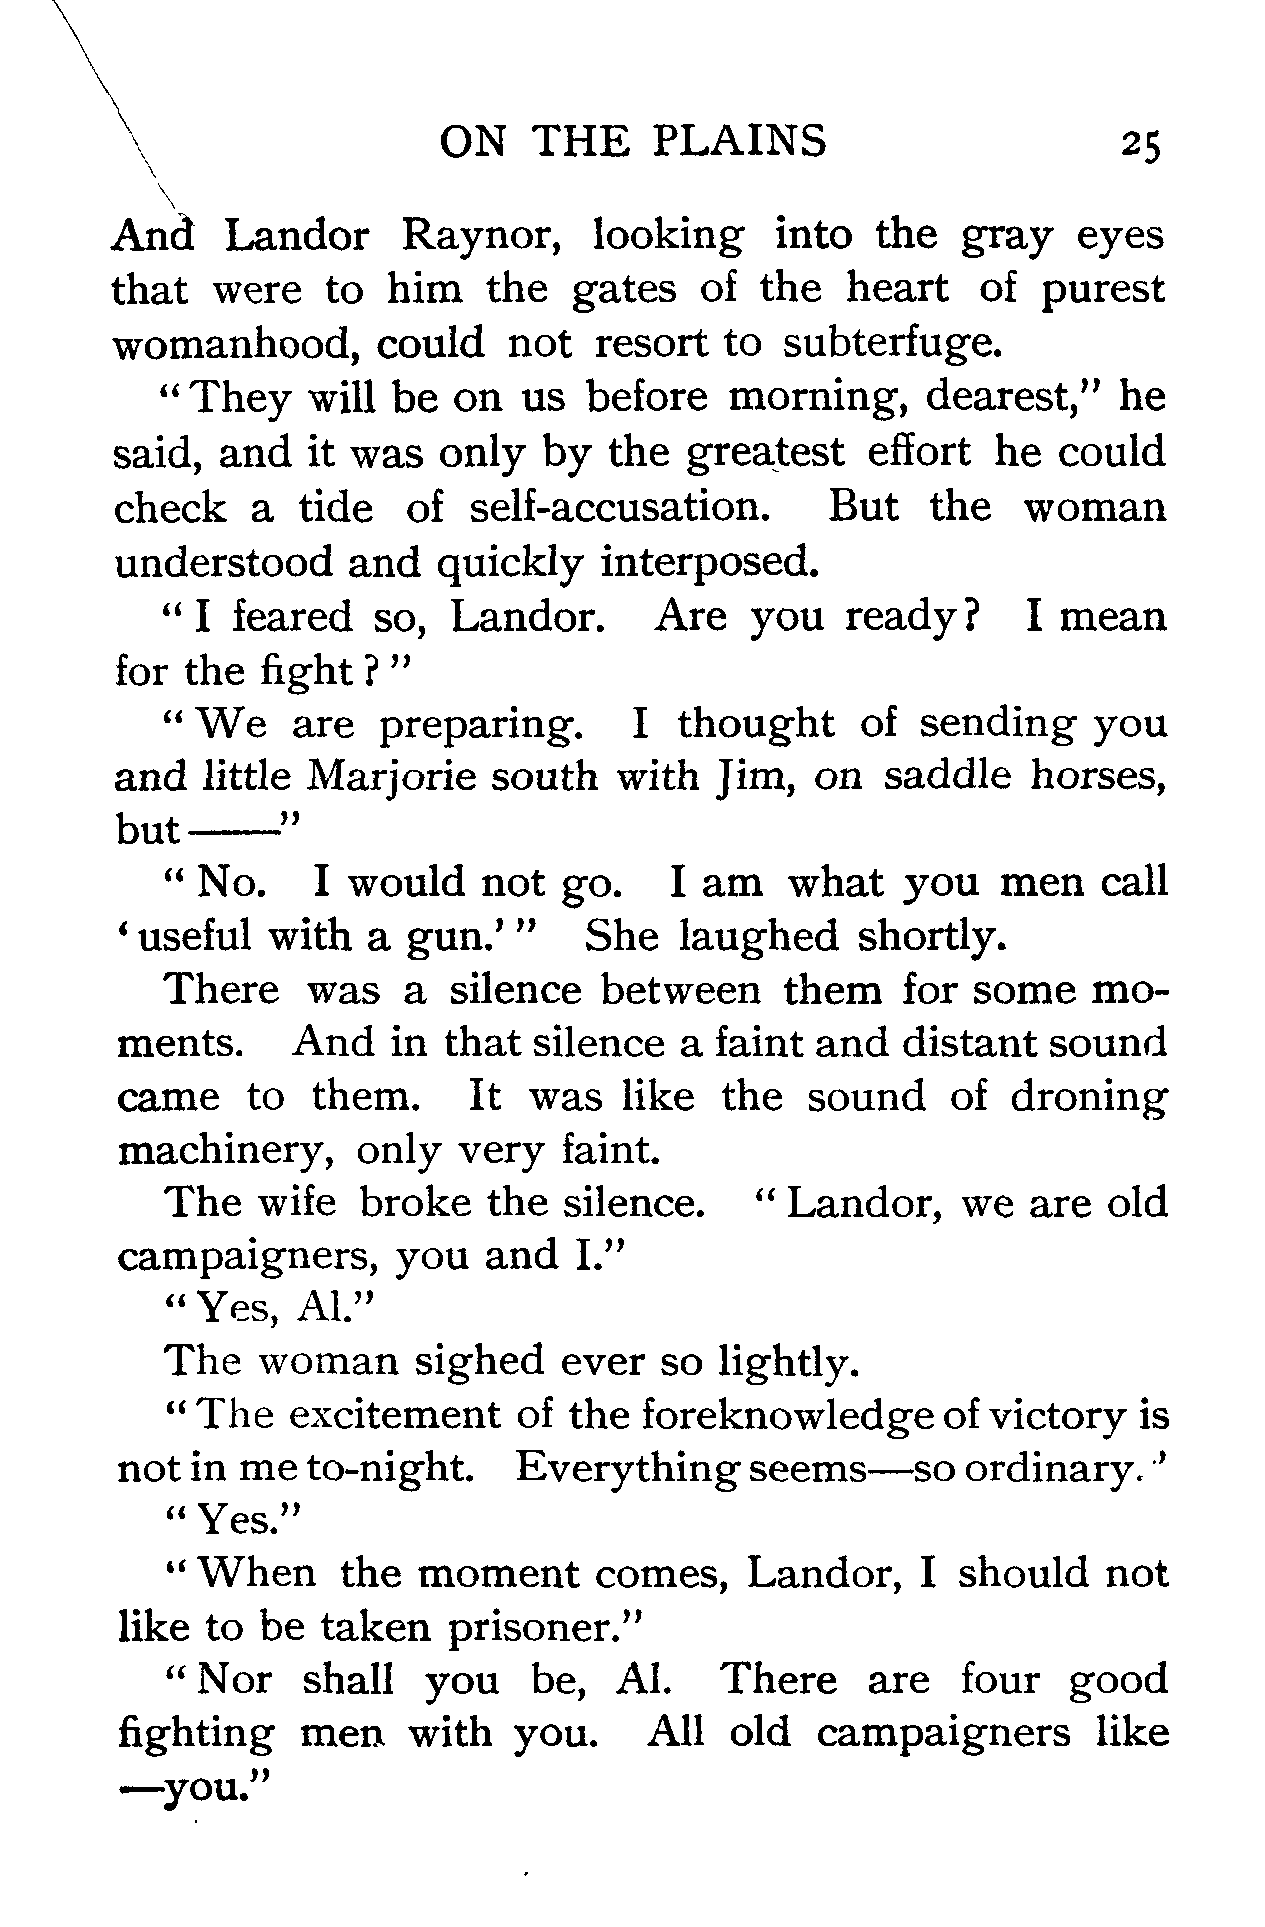 ON THE PLAINS 25
And Landor Raynor, looking into the gray eyes
that were to him the gates of the heart of purest
womanhood, could not resort to subterfuge.
“They will be on us before morning, dearest,” he
said, and it was only by the greatest effort he could
check a tide of self-accusation. But the woman
understood and quickly interposed.
“I feared so, Landor. Are you ready? I mean
for the fight?”
“We are preparing. I thought of sending you
and little Marjorie south with Jim, on saddle horses,
but——”
“No. I would not go. I am what you men call
‘useful with a gun.’” She laughed shortly.
There was a silence between them for some mo-
ments. And in that silence a faint and distant sound
came to them. It was like the sound of droning
machinery, only very faint.
The wife broke the silence. “Landor, we are old
campaigners, you and I.”
“Yes, Al.”
The woman sighed ever so lightly.
“The excitement of the foreknowledge of victory is
not in me to-night. Everything seems—so ordinary.”
“Yes.”
“When the moment comes, Landor, I should not
like to be taken prisoner.”
“Nor shall you be, Al. There are four good
fighting men with you. All old campaigners like
—you.”